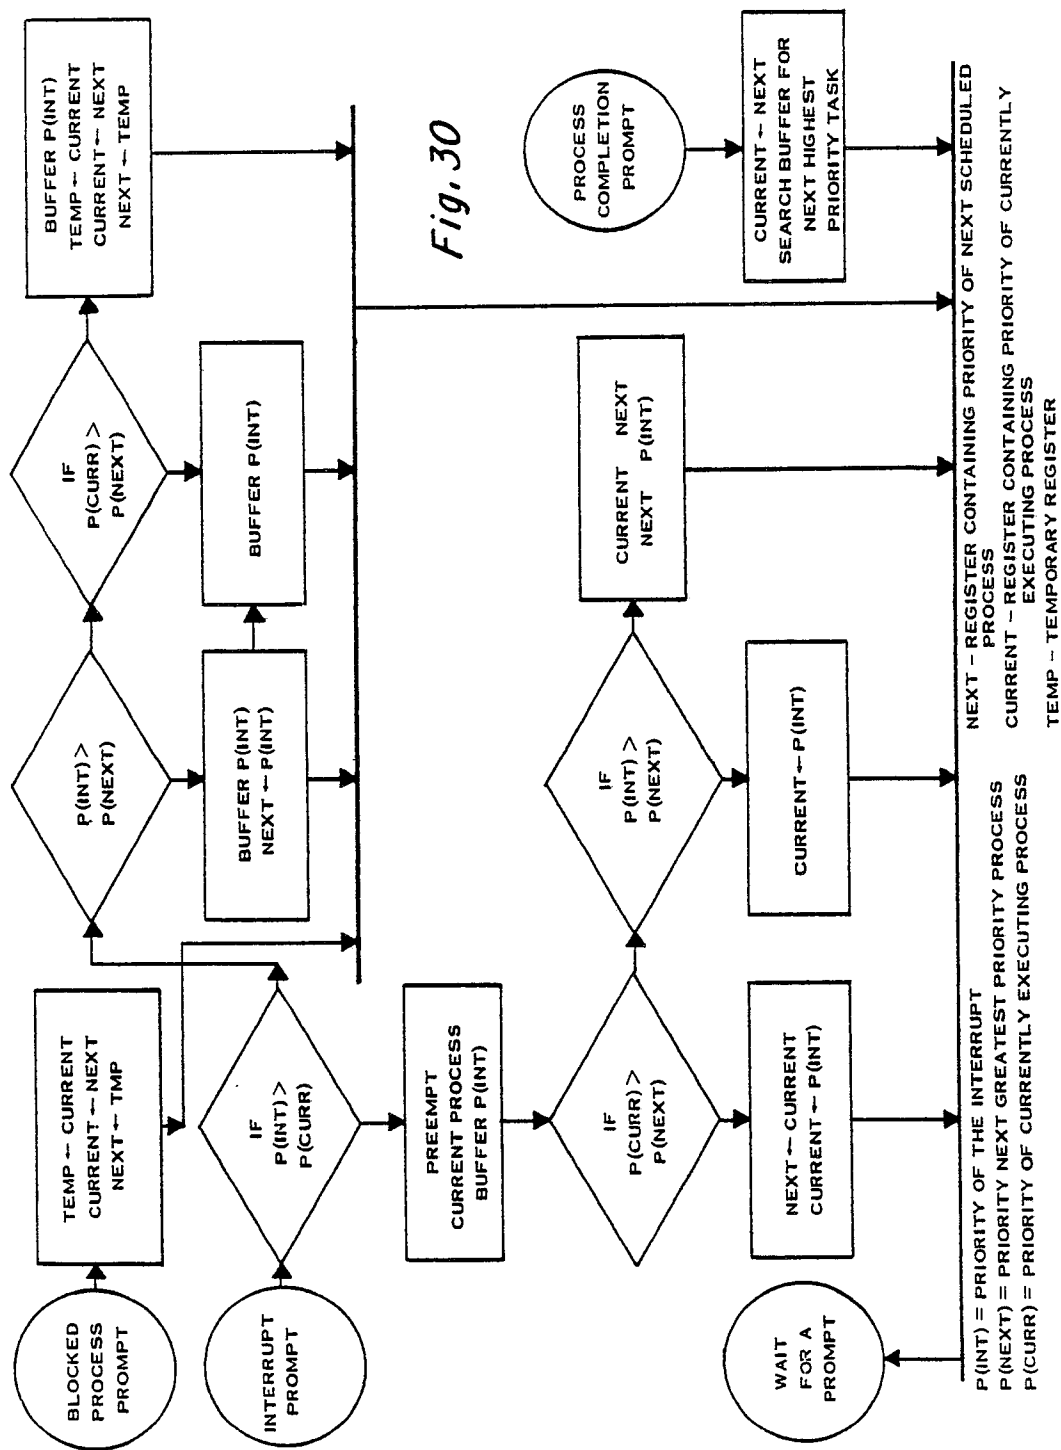 BLOCKED
PROCESS
PROMPT
TEMP ← CURRENT
CURRENT ← NEXT
NEXT ← TMP
INTERRUPT
PROMPT
IF
P(INT) >
P(CURR)
P(INT) >
P(NEXT)
IF
P(CURR) >
P(NEXT)
BUFFER P(INT)
TEMP ← CURRENT
CURRENT ← NEXT
NEXT ← TEMP
BUFFER P(INT)
NEXT ← P(INT)
BUFFER P(INT)
Fig. 30
PREEMPT
CURRENT PROCESS
BUFFER P(INT)
IF
P(CURR) >
P(NEXT)
IF
P(INT) >
P(NEXT)
CURRENT NEXT
NEXT P(INT)
PROCESS
COMPLETION
PROMPT
CURRENT ← NEXT
SEARCH BUFFER FOR
NEXT HIGHEST
PRIORITY TASK
WAIT
FOR A
PROMPT
NEXT ← CURRENT
CURRENT ← P(INT)
CURRENT ← P(INT)
P(INT) = PRIORITY OF THE INTERRUPT
P(NEXT) = PRIORITY NEXT GREATEST PRIORITY PROCESS
P(CURR) = PRIORITY OF CURRENTLY EXECUTING PROCESS
NEXT – REGISTER CONTAINING PRIORITY OF NEXT SCHEDULED
PROCESS
CURRENT – REGISTER CONTAINING PRIORITY OF CURRENTLY
EXECUTING PROCESS
TEMP – TEMPORARY REGISTER